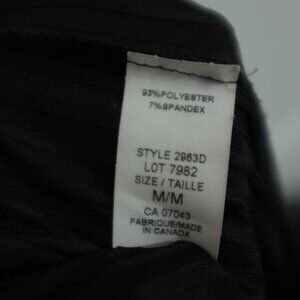 93%POLYESTER
7%SPANDEX
STYLE 2963D
LOT 7982
SIZE / TAILLE
M/M
CA 07043
FABRIQUE/MADE
IN CANADA